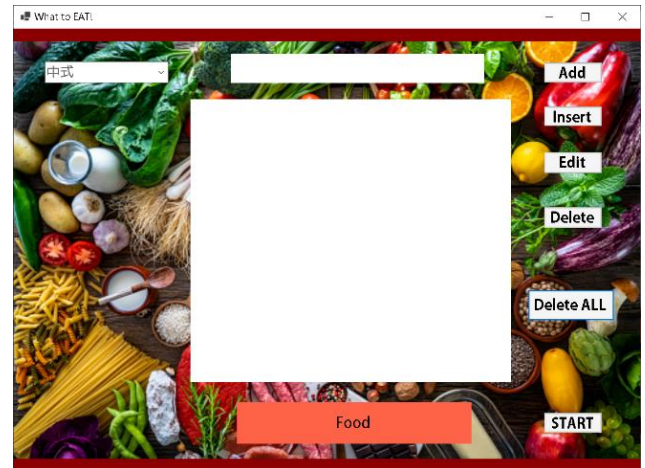 What to EAT!
中式
Add
Insert
Edit
Delete
Delete ALL
Food
START